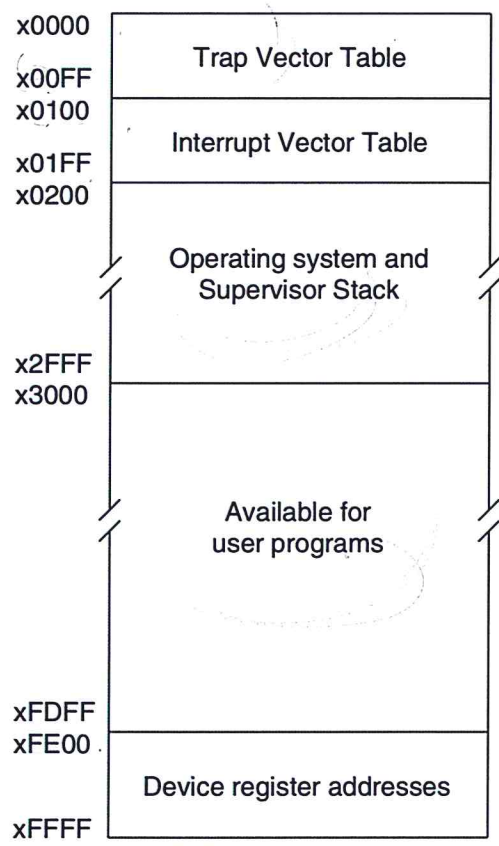 x0000
Trap Vector Table
x00FF
x0100
Interrupt Vector Table
x01FF
x0200
Operating system and
Supervisor Stack
x2FFF
x3000
Available for
user programs
xFDFF
xFE00
Device register addresses
xFFFF